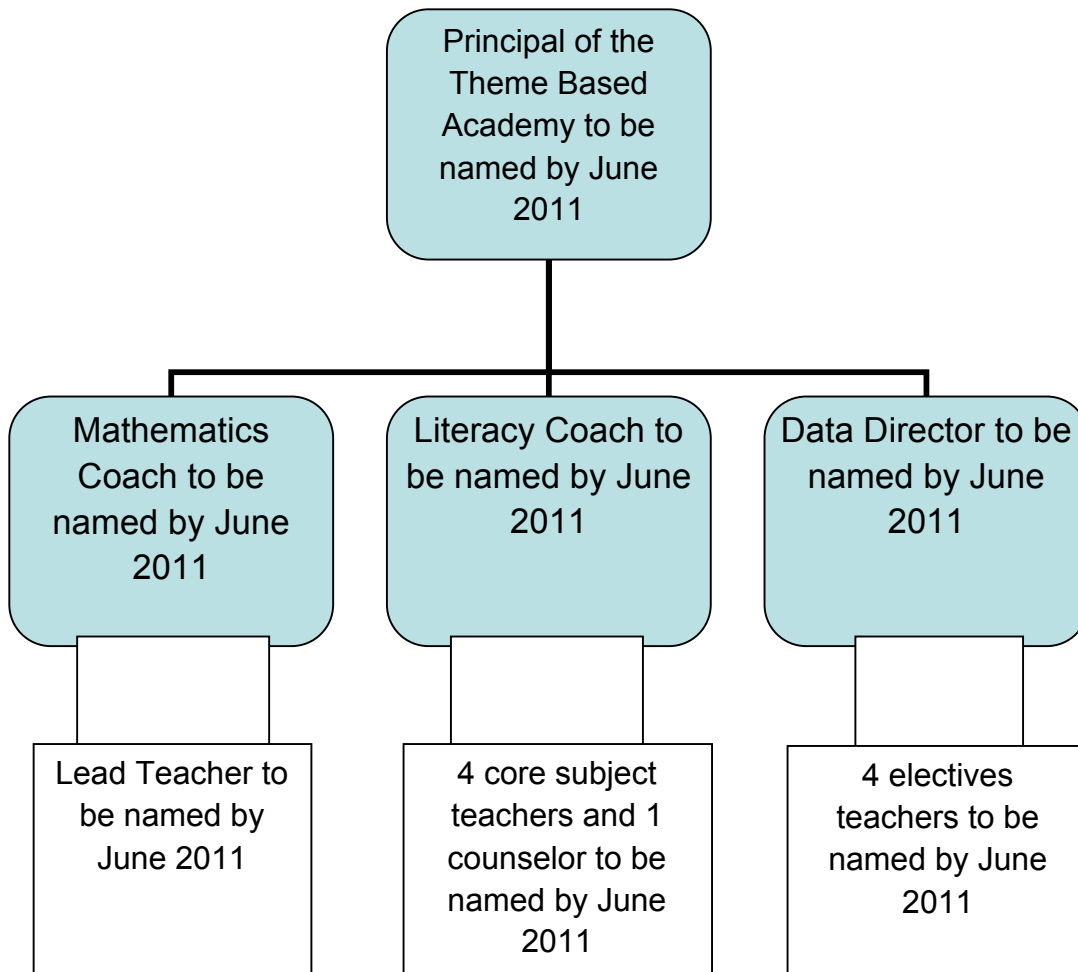 Principal of the
Theme Based
Academy to be
named by June
2011
Mathematics
Coach to be
named by June
2011
Literacy Coach to
be named by June
2011
Data Director to be
named by June
2011
Lead Teacher to
be named by
June 2011
4 core subject
teachers and 1
counselor to be
named by June
2011
4 electives
teachers to be
named by June
2011